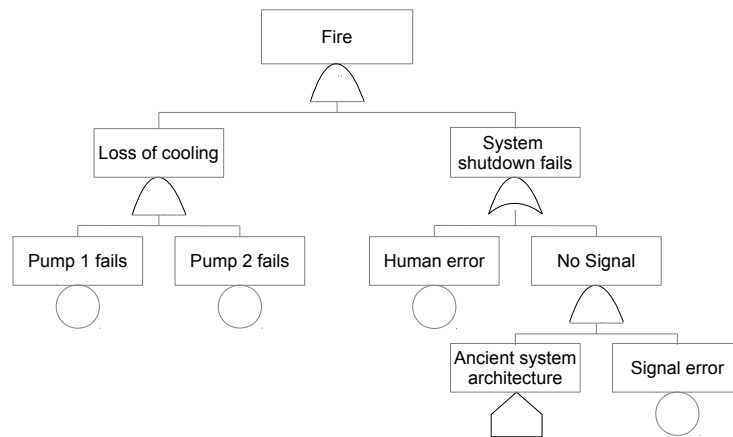 Fire
Loss of cooling
System
shutdown fails
Pump 1 fails
Pump 2 fails
Human error
No Signal
Ancient system
architecture
Signal error